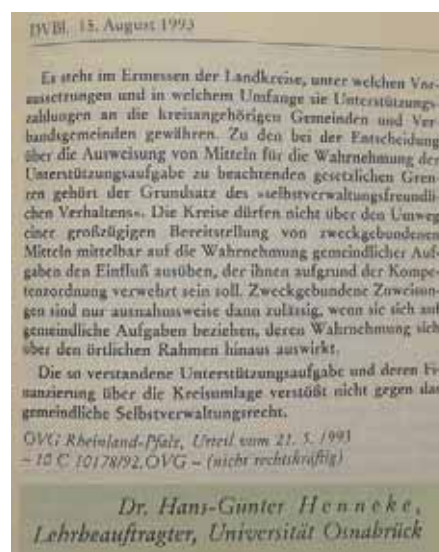 DVBl. 15. August 1993
Es steht im Ermessen der Landkreise, unter welchen Vor-
aussetzungen und in welchem Umfange sie Unterstützungs-
zahlungen an die kreisangehörigen Gemeinden und Ver-
bandsgemeinden gewähren. Zu den bei der Entscheidung
über die Ausweisung von Mitteln für die Wahrnehmung der
Unterstützungsaufgabe zu beachtenden gesetzlichen Gren-
zen gehört der Grundsatz des »selbstverwaltungsfreundli-
chen Verhaltens«. Die Kreise dürfen nicht über den Umweg
einer großzügigen Bereitstellung von zweckgebundenen
Mitteln mittelbar auf die Wahrnehmung gemeindlicher Auf-
gaben den Einfluß ausüben, der ihnen aufgrund der Kompe-
tenzordnung verwehrt sein soll. Zweckgebundene Zuweisun-
gen sind nur ausnahmsweise dann zulässig, wenn sie sich auf
gemeindliche Aufgaben beziehen, deren Wahrnehmung sich
über den örtlichen Rahmen hinaus auswirkt.
Die so verstandene Unterstützungsaufgabe und deren Fi-
nanzierung über die Kreisumlage verstößt nicht gegen das
gemeindliche Selbstverwaltungsrecht.
OVG Rheinland-Pfalz, Urteil vom 21. 5. 1993
– 10 C 10178/92.OVG – (nicht rechtskräftig)
Dr. Hans-Gunter Henneke,
Lehrbeauftragter, Universität Osnabrück